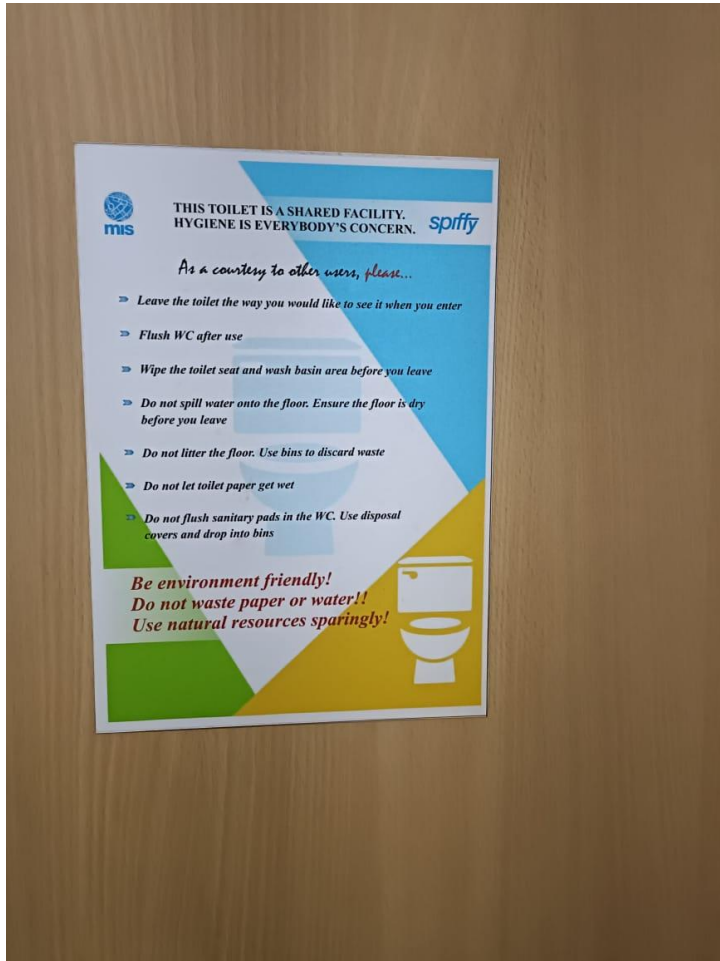 mis
THIS TOILET IS A SHARED FACILITY.
HYGIENE IS EVERYBODY'S CONCERN.
spıffy
As a courtesy to other users, please...
Leave the toilet the way you would like to see it when you enter
Flush WC after use
Wipe the toilet seat and wash basin area before you leave
Do not spill water onto the floor. Ensure the floor is dry
before you leave
Do not litter the floor. Use bins to discard waste
Do not let toilet paper get wet
Do not flush sanitary pads in the WC. Use disposal
covers and drop into bins
Be environment friendly!
Do not waste paper or water!!
Use natural resources sparingly!